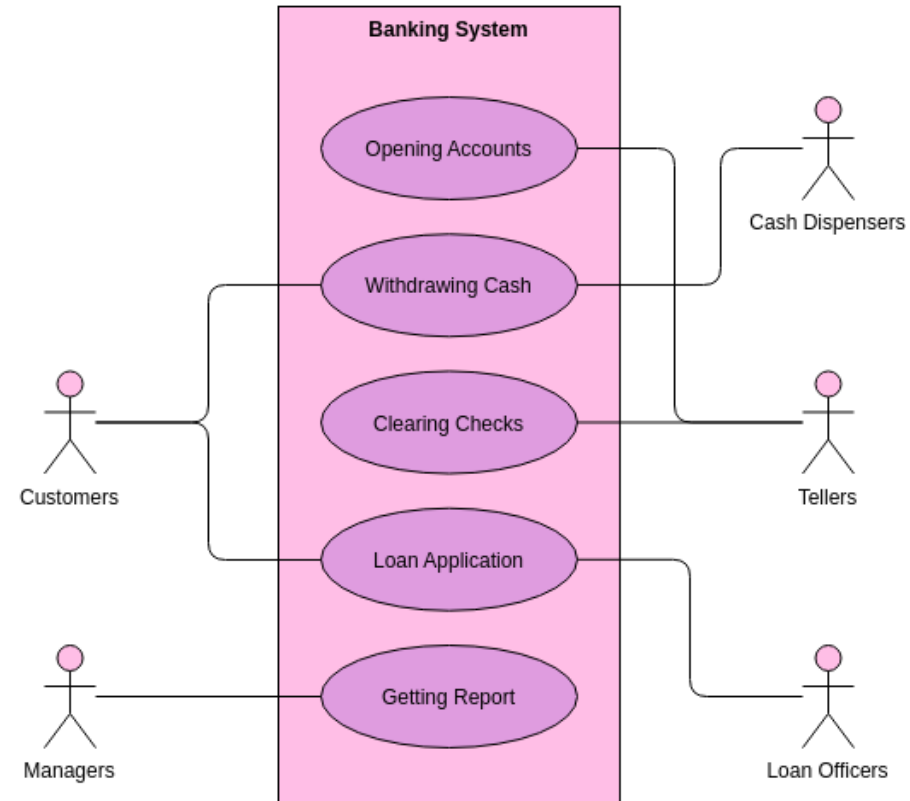 Banking System
Opening Accounts
Cash Dispensers
Withdrawing Cash
Clearing Checks
Customers
Tellers
Loan Application
Getting Report
Managers
Loan Officers